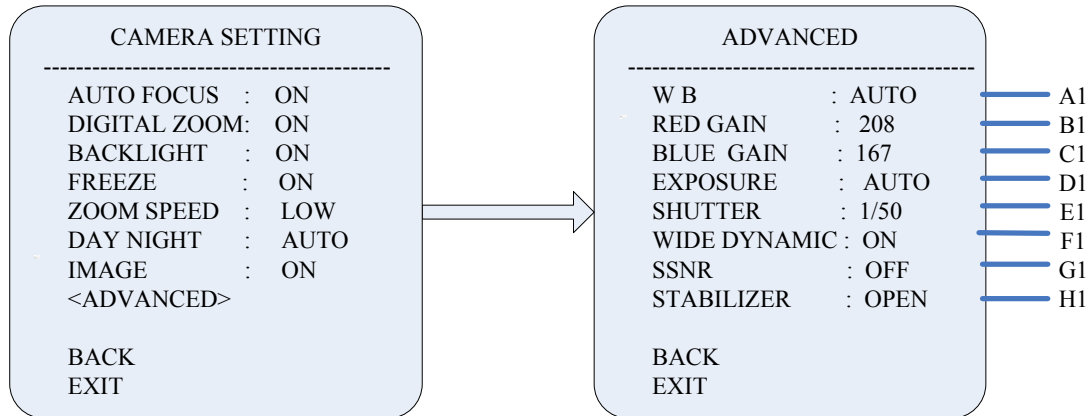 CAMERA SETTING
------------------------------------------
AUTO FOCUS : ON
DIGITAL ZOOM: ON
BACKLIGHT : ON
FREEZE : ON
ZOOM SPEED : LOW
DAY NIGHT : AUTO
IMAGE : ON
<ADVANCED>
BACK
EXIT
ADVANCED
------------------------------------------
W B : AUTO A1
RED GAIN : 208 B1
BLUE GAIN : 167 C1
EXPOSURE : AUTO D1
SHUTTER : 1/50 E1
WIDE DYNAMIC : ON F1
SSNR : OFF G1
STABILIZER : OPEN H1
BACK
EXIT